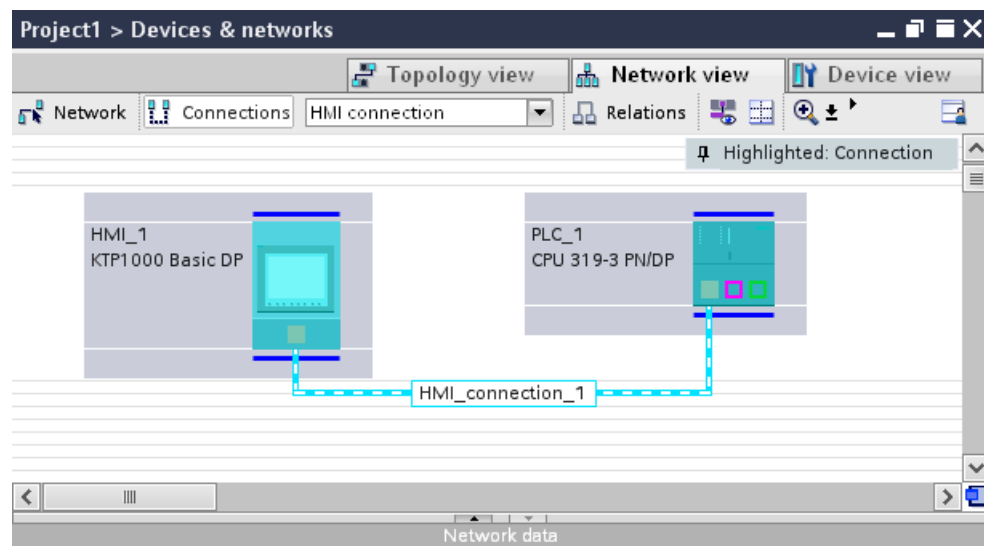 Project1 > Devices & networks
Topology view
Network view
Device view
Network
Connections
HMI connection
Relations
Highlighted: Connection
HMI_1
KTP1000 Basic DP
PLC_1
CPU 319-3 PN/DP
HMI_connection_1
Network data